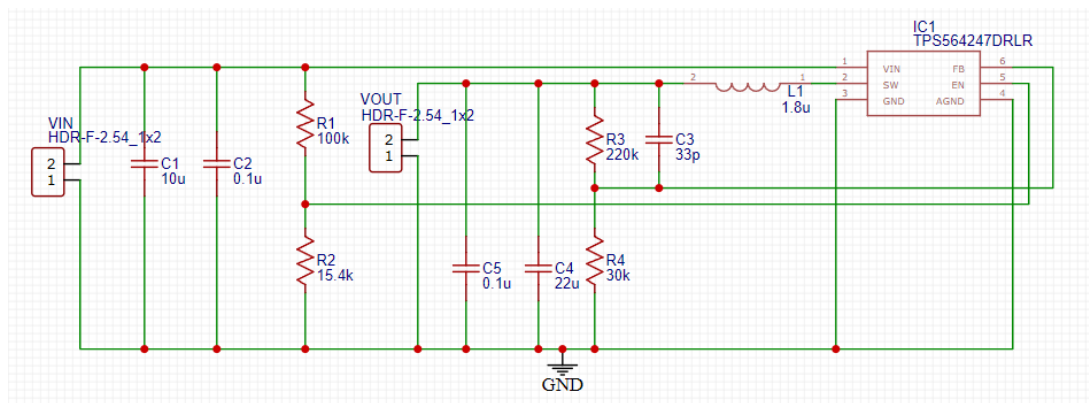 IC1
TPS564247DRLR
1 VIN FB 6
2 SW EN 5
3 GND AGND 4
2 1
L1
1.8u
VIN
HDR-F-2.54_1x2
2
1
C1
10u
C2
0.1u
R1
100k
R2
15.4k
VOUT
HDR-F-2.54_1x2
2
1
R3
220k
C3
33p
C5
0.1u
C4
22u
R4
30k
GND